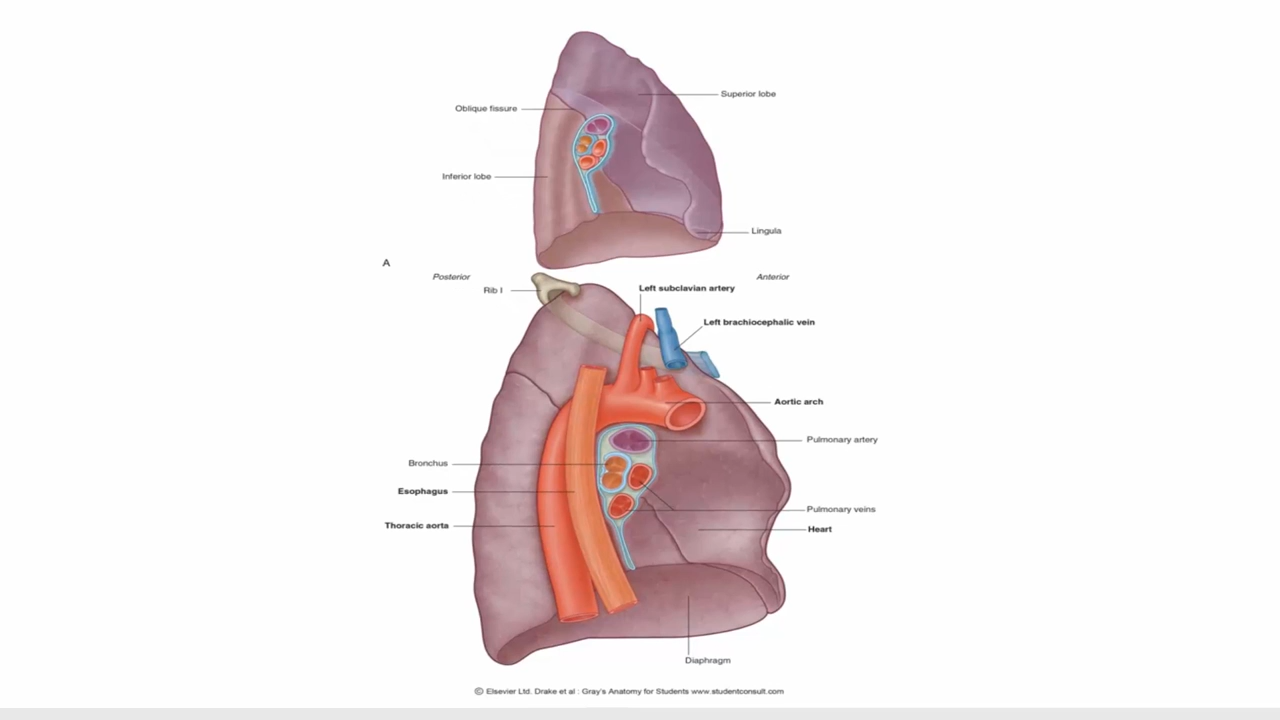 Superior lobe
Oblique fissure
Inferior lobe
Lingula
A
Posterior
Anterior
Rib I
Left subclavian artery
Left brachiocephalic vein
Aortic arch
Pulmonary artery
Bronchus
Esophagus
Pulmonary veins
Thoracic aorta
Heart
Diaphragm
© Elsevier Ltd. Drake et al : Gray's Anatomy for Students www.studentconsult.com